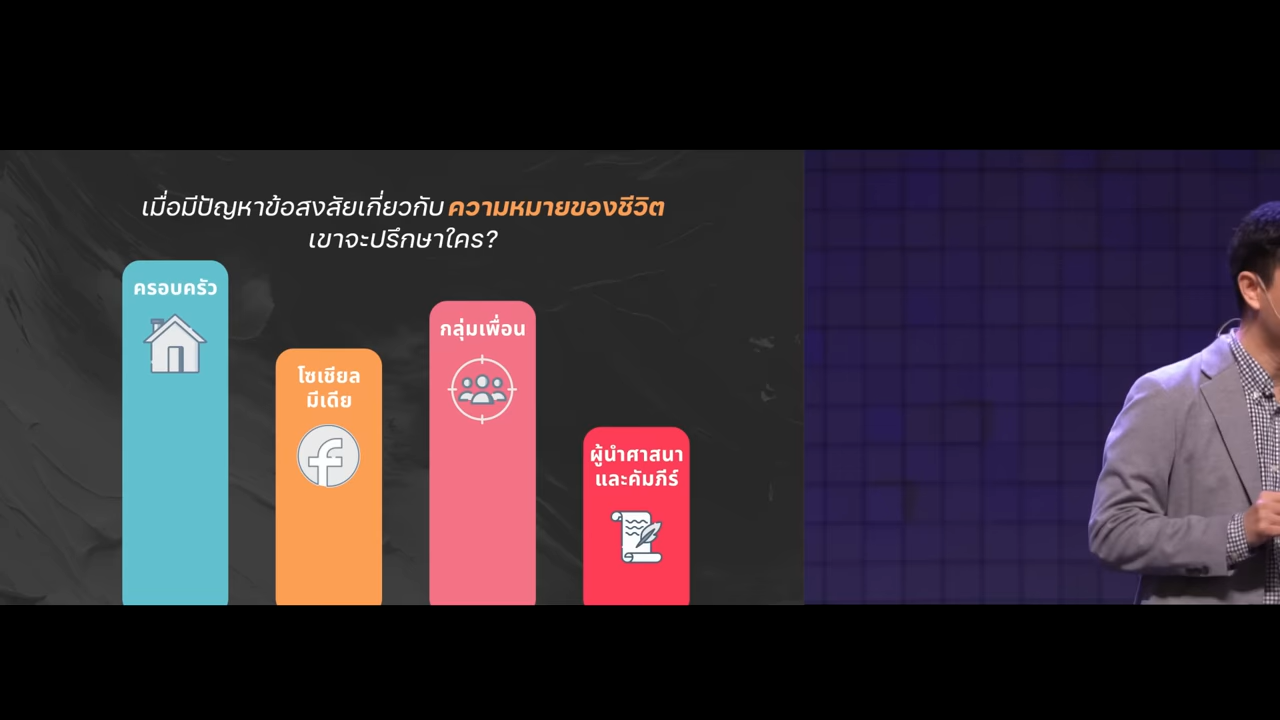 เมื่อมีปัญหาข้อสงสัยเกี่ยวกับ ความหมายของชีวิต
เขาจะปรึกษาใคร?
ครอบครัว
โซเชียล
มีเดีย
กลุ่มเพื่อน
ผู้นำศาสนา
และคัมภีร์